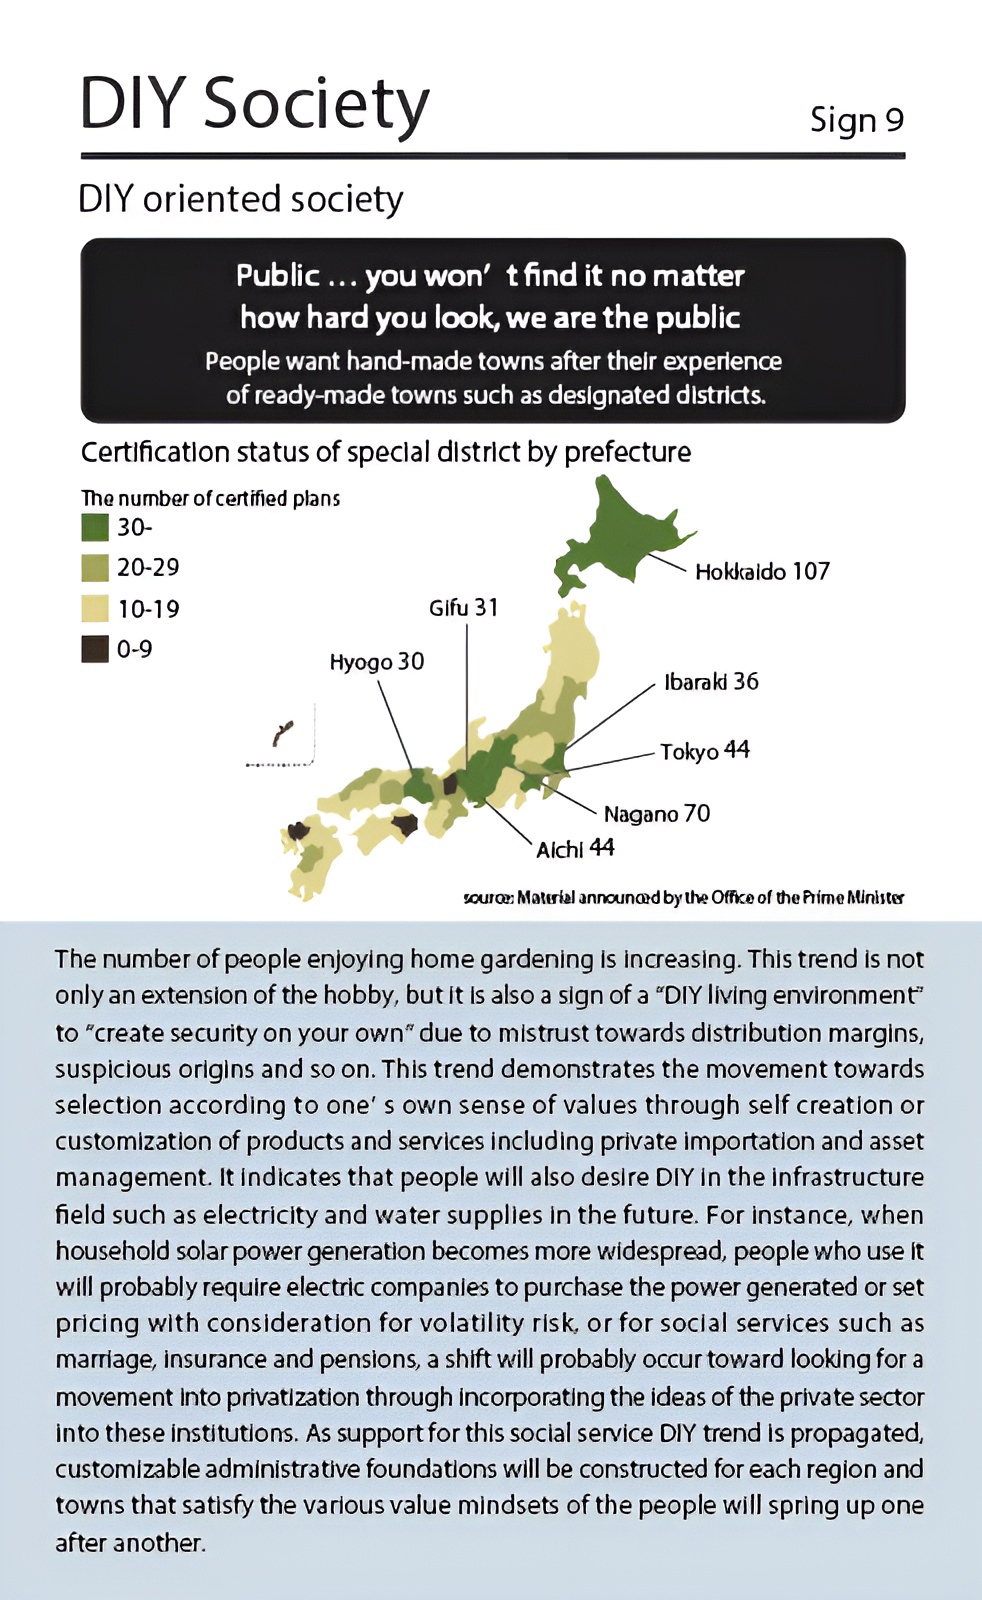 DIY Society
Sign 9
DIY oriented society
Public ... you won’ t find it no matter
how hard you look, we are the public
People want hand-made towns after their experience
of ready-made towns such as designated districts.
Certification status of special district by prefecture
The number of certified plans
30-
20-29
10-19
0-9
Hokkaido 107
Gifu 31
Hyogo 30
Ibaraki 36
Tokyo 44
Nagano 70
Aichi 44
source: Material announced by the Office of the Prime Minister
The number of people enjoying home gardening is increasing. This trend is not
only an extension of the hobby, but it is also a sign of a “DIY living environment”
to “create security on your own” due to mistrust towards distribution margins,
suspicious origins and so on. This trend demonstrates the movement towards
selection according to one’ s own sense of values through self creation or
customization of products and services including private importation and asset
management. It indicates that people will also desire DIY in the infrastructure
field such as electricity and water supplies in the future. For instance, when
household solar power generation becomes more widespread, people who use it
will probably require electric companies to purchase the power generated or set
pricing with consideration for volatility risk, or for social services such as
marriage, insurance and pensions, a shift will probably occur toward looking for a
movement into privatization through incorporating the ideas of the private sector
into these institutions. As support for this social service DIY trend is propagated,
customizable administrative foundations will be constructed for each region and
towns that satisfy the various value mindsets of the people will spring up one
after another.